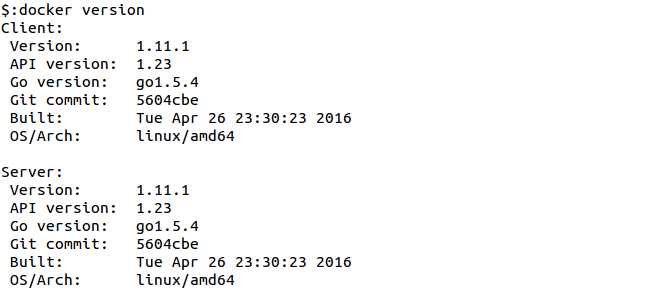 $:docker version
Client:
 Version:      1.11.1
 API version:  1.23
 Go version:   go1.5.4
 Git commit:   5604cbe
 Built:        Tue Apr 26 23:30:23 2016
 OS/Arch:      linux/amd64

Server:
 Version:      1.11.1
 API version:  1.23
 Go version:   go1.5.4
 Git commit:   5604cbe
 Built:        Tue Apr 26 23:30:23 2016
 OS/Arch:      linux/amd64